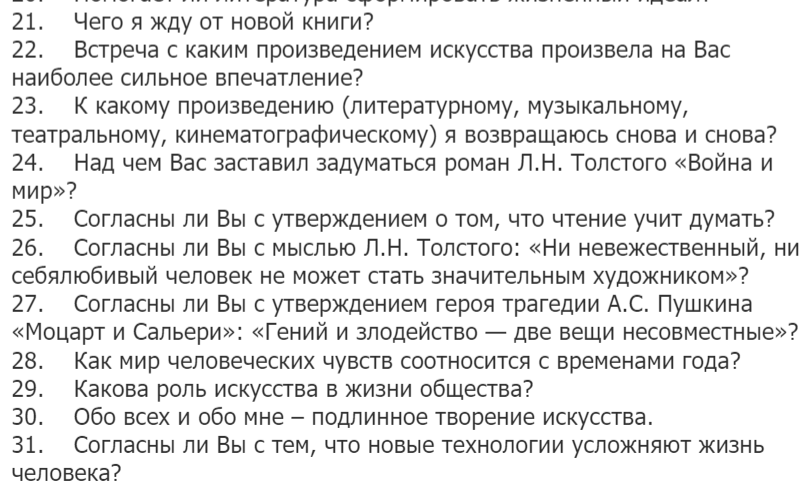 21. Чего я жду от новой книги?
22. Встреча с каким произведением искусства произвела на Вас
наиболее сильное впечатление?
23. К какому произведению (литературному, музыкальному,
театральному, кинематографическому) я возвращаюсь снова и снова?
24. Над чем Вас заставил задуматься роман Л.Н. Толстого «Война и
мир»?
25. Согласны ли Вы с утверждением о том, что чтение учит думать?
26. Согласны ли Вы с мыслью Л.Н. Толстого: «Ни невежественный, ни
себялюбивый человек не может стать значительным художником»?
27. Согласны ли Вы с утверждением героя трагедии А.С. Пушкина
«Моцарт и Сальери»: «Гений и злодейство — две вещи несовместные»?
28. Как мир человеческих чувств соотносится с временами года?
29. Какова роль искусства в жизни общества?
30. Обо всех и обо мне – подлинное творение искусства.
31. Согласны ли Вы с тем, что новые технологии усложняют жизнь
человека?